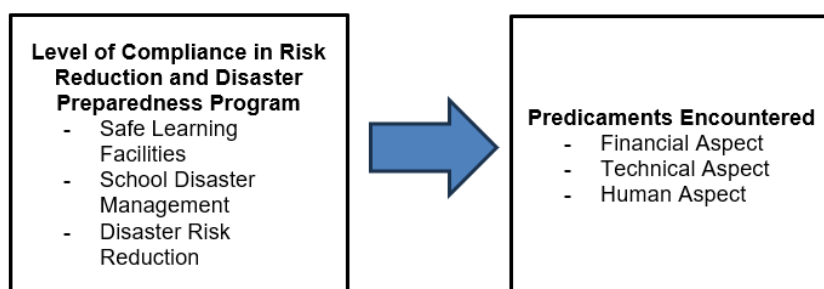 Level of Compliance in Risk
Reduction and Disaster
Preparedness Program
- Safe Learning
Facilities
- School Disaster
Management
- Disaster Risk
Reduction
Predicaments Encountered
- Financial Aspect
- Technical Aspect
- Human Aspect